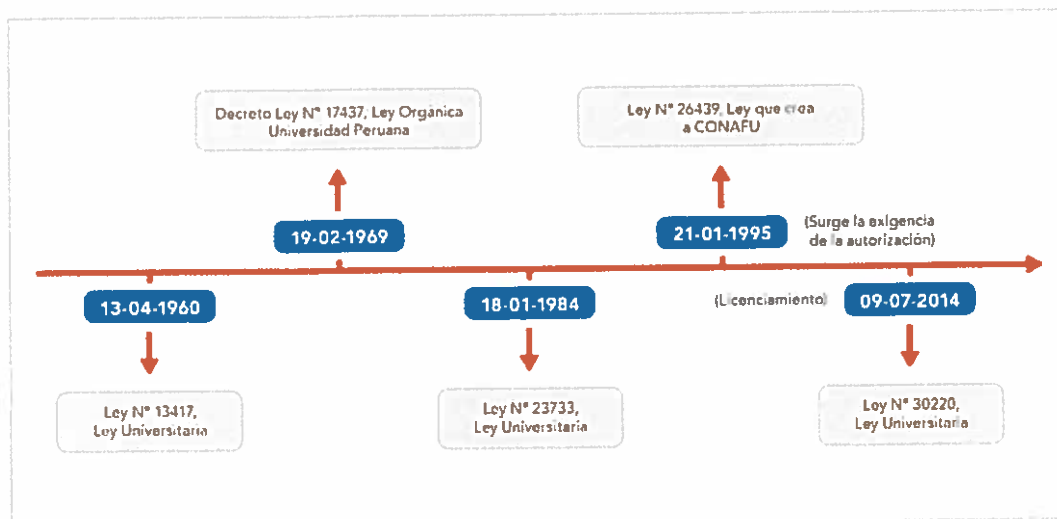 Decreto Ley N° 17437, Ley Orgánica
Universidad Peruana
Ley N° 26439, Ley que crea
a CONAFU
19-02-1969
21-01-1995
(Surge la exigencia
de la autorización)
13-04-1960
18-01-1984
(Licenciamiento)
09-07-2014
Ley N° 13417,
Ley Universitaria
Ley N° 23733,
Ley Universitaria
Ley N° 30220,
Ley Universitaria